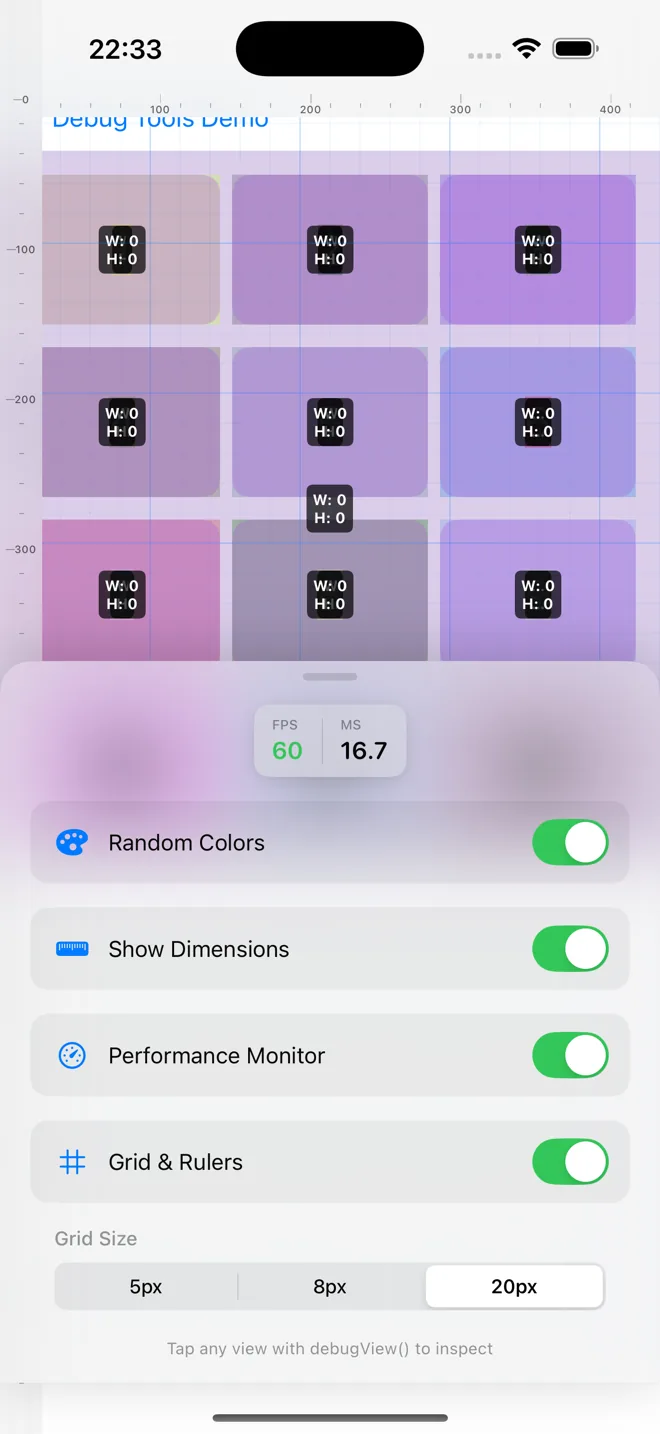 22:33
0
100
200
300
400
Debug Tools Demo
W: 0
H: 0
W: 0
H: 0
W: 0
H: 0
100
W: 0
H: 0
W: 0
H: 0
W: 0
H: 0
200
W: 0
H: 0
300
W: 0
H: 0
W: 0
H: 0
W: 0
H: 0
FPS
60
MS
16.7
Random Colors
Show Dimensions
Performance Monitor
Grid & Rulers
Grid Size
5px
8px
20px
Tap any view with debugView() to inspect